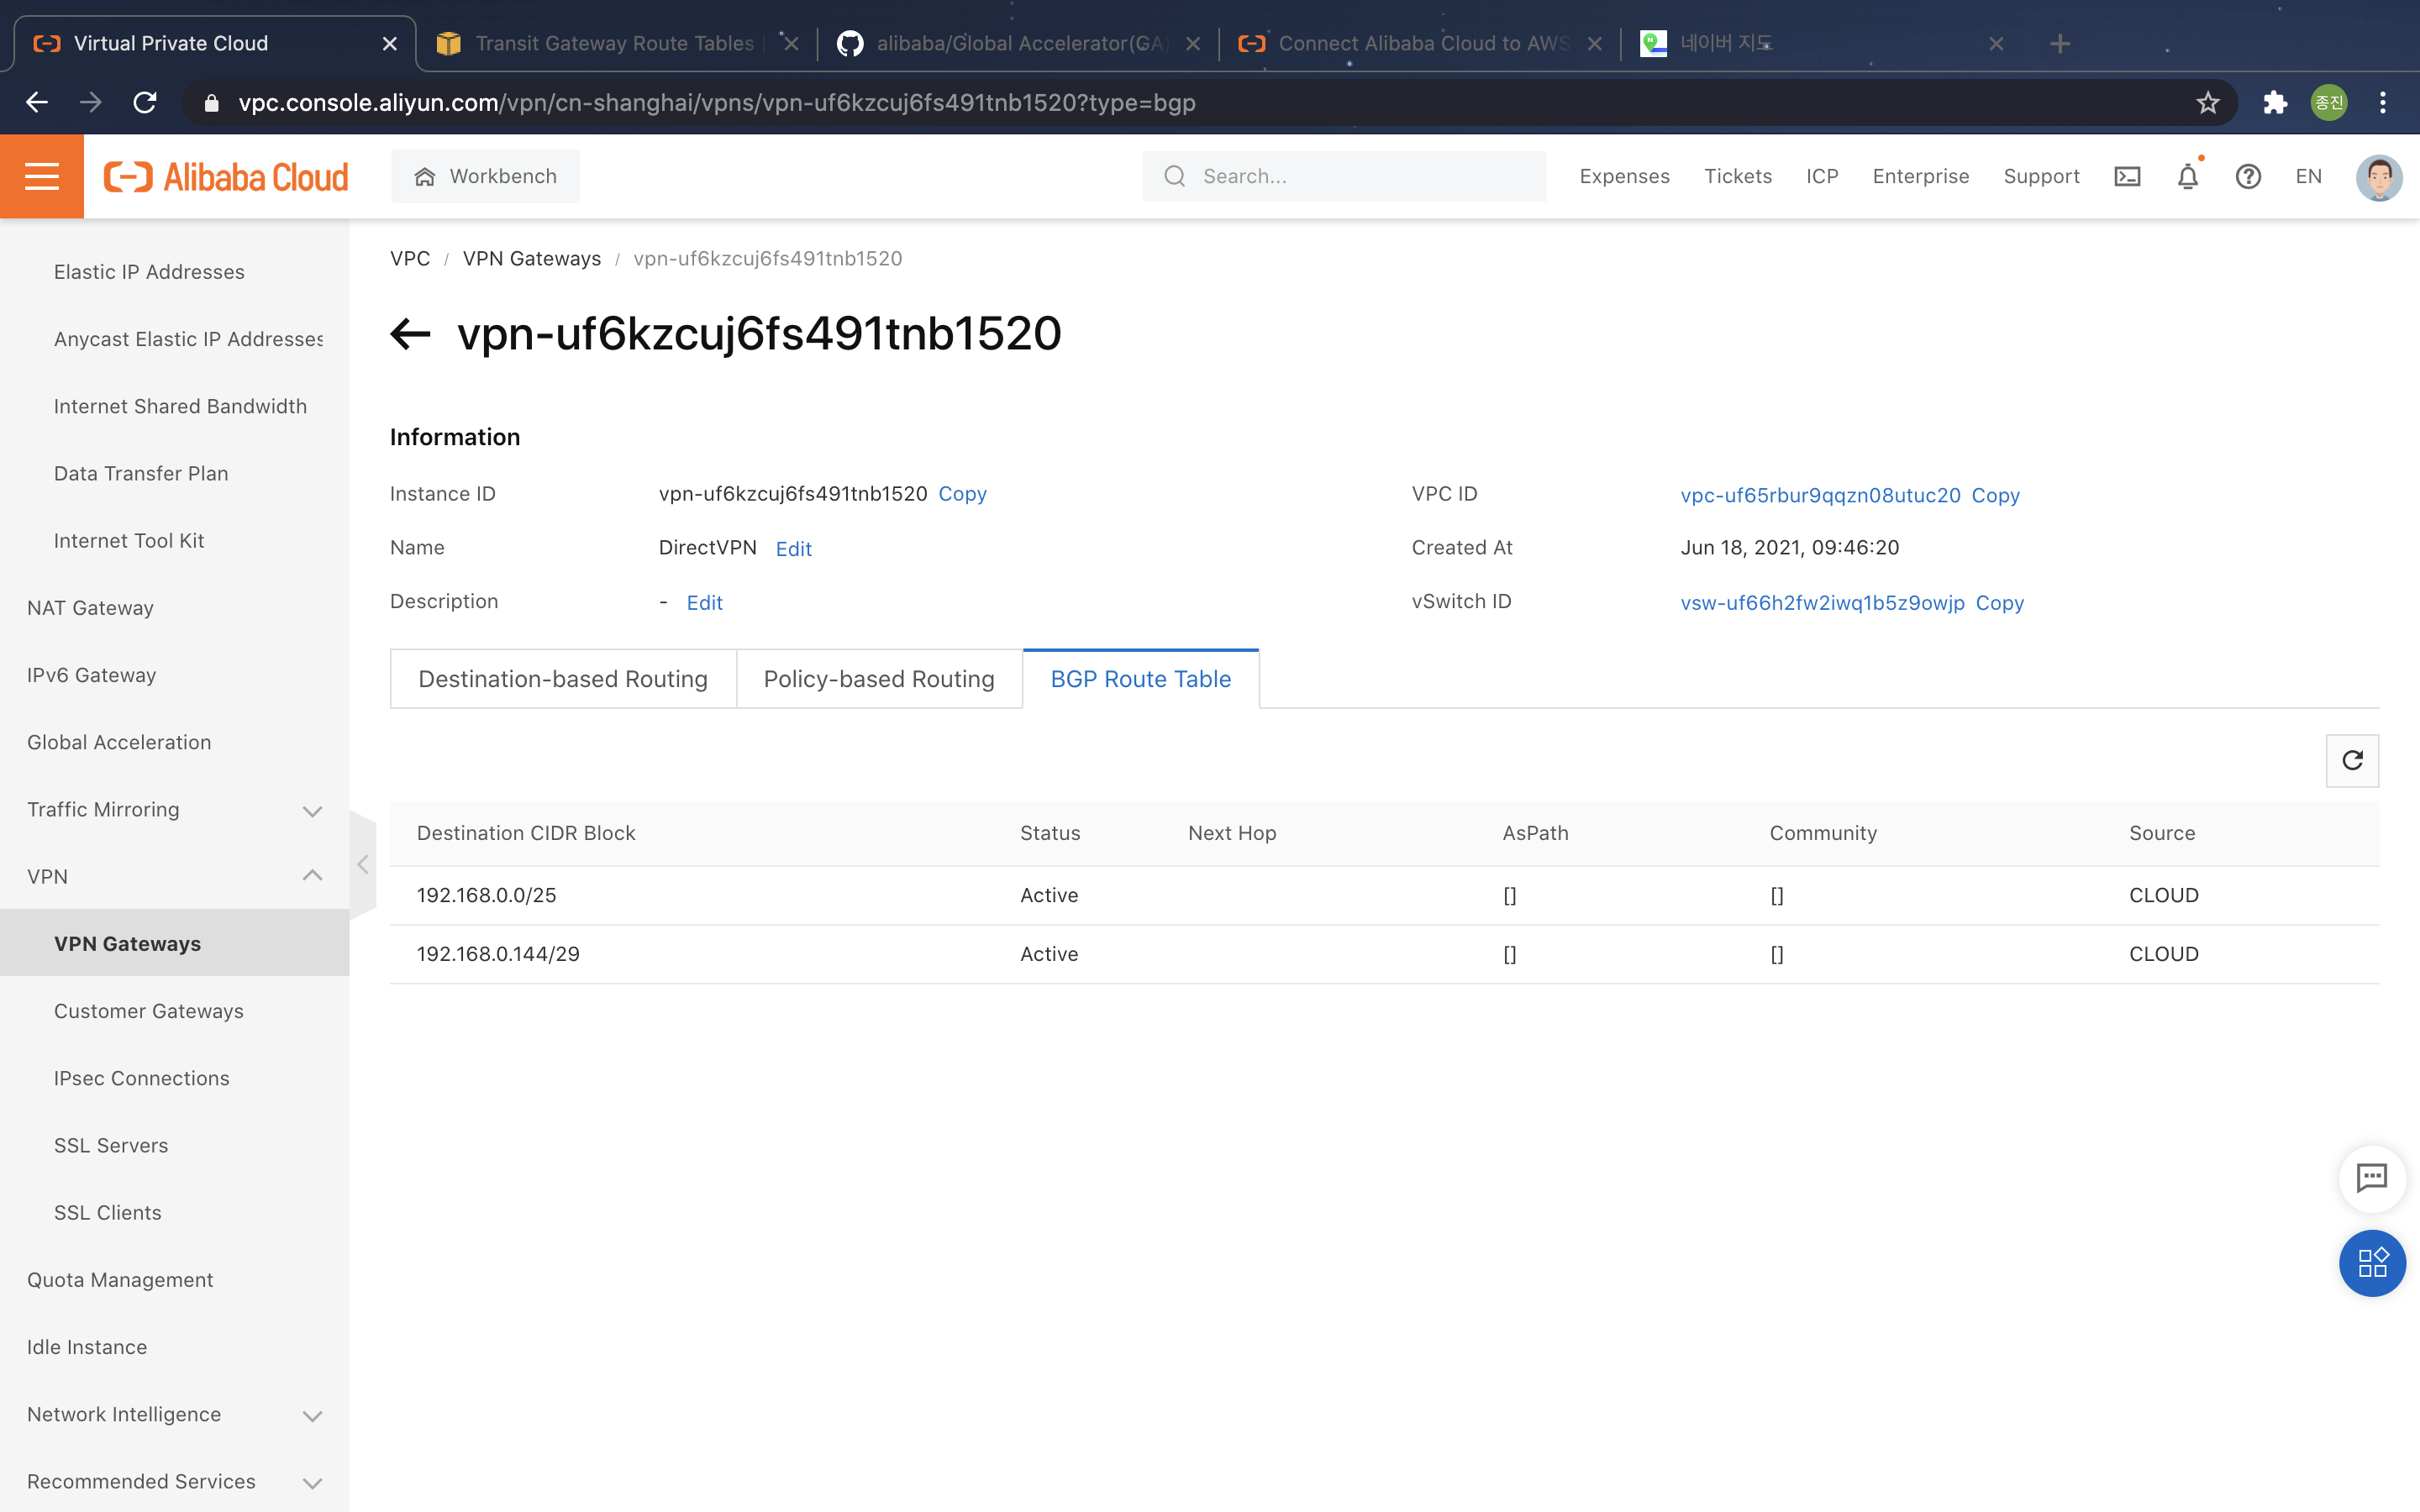 Virtual Private Cloud
Transit Gateway Route Tables |
alibaba/Global Accelerator(GA)
Connect Alibaba Cloud to AWS
네이버 지도
vpc.console.aliyun.com/vpn/cn-shanghai/vpns/vpn-uf6kzcuj6fs491tnb1520?type=bgp
종진
Alibaba Cloud
Workbench
Search...
Expenses
Tickets
ICP
Enterprise
Support
EN
Elastic IP Addresses
Anycast Elastic IP Addresses
Internet Shared Bandwidth
Data Transfer Plan
Internet Tool Kit
NAT Gateway
IPv6 Gateway
Global Acceleration
Traffic Mirroring
VPN
VPN Gateways
Customer Gateways
IPsec Connections
SSL Servers
SSL Clients
Quota Management
Idle Instance
Network Intelligence
Recommended Services
VPC / VPN Gateways / vpn-uf6kzcuj6fs491tnb1520
vpn-uf6kzcuj6fs491tnb1520
Information
Instance ID vpn-uf6kzcuj6fs491tnb1520 Copy
VPC ID vpc-uf65rbur9qqzn08utuc20 Copy
Name DirectVPN Edit
Created At Jun 18, 2021, 09:46:20
Description - Edit
vSwitch ID vsw-uf66h2fw2iwq1b5z9owjp Copy
Destination-based Routing Policy-based Routing BGP Route Table
Destination CIDR Block Status Next Hop AsPath Community Source
192.168.0.0/25 Active [] [] CLOUD
192.168.0.144/29 Active [] [] CLOUD